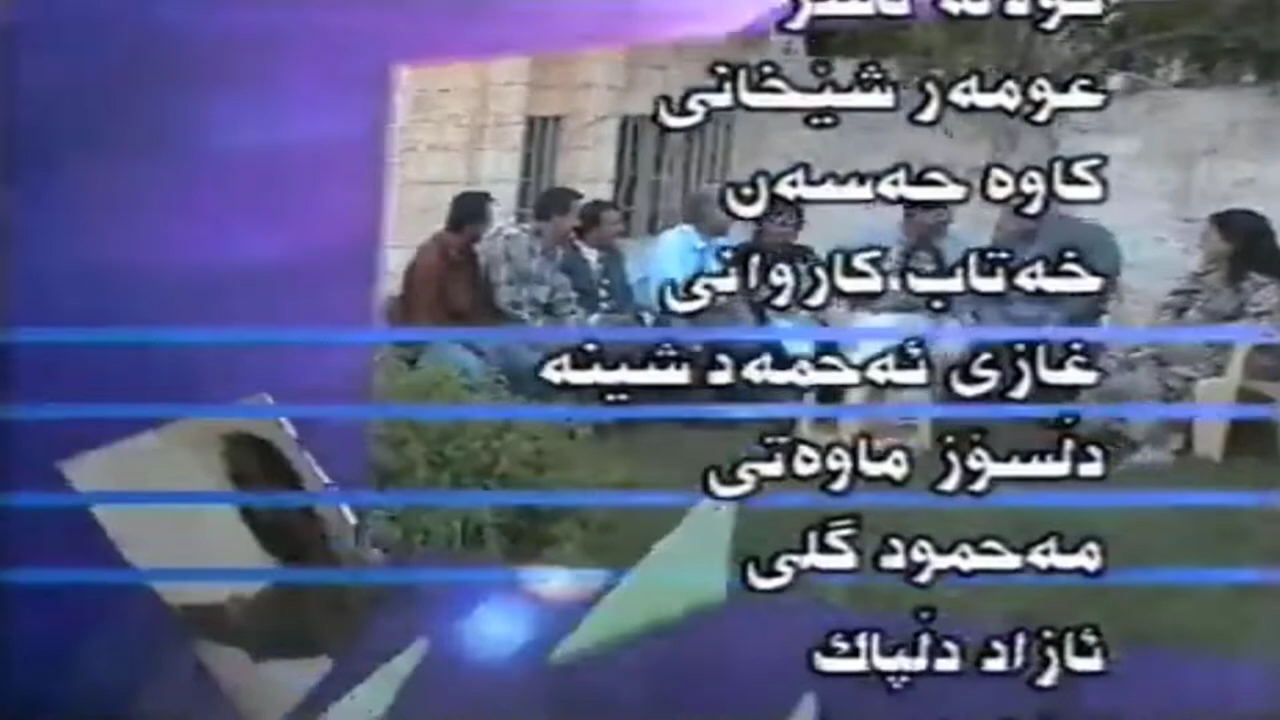 عومەر شێخانی
کاوە حەسەن
خەتاب کاروانی
غازی ئەحمەد شینە
دڵسۆز ماوەتی
مەحمود گلی
ئازاد دڵپاک